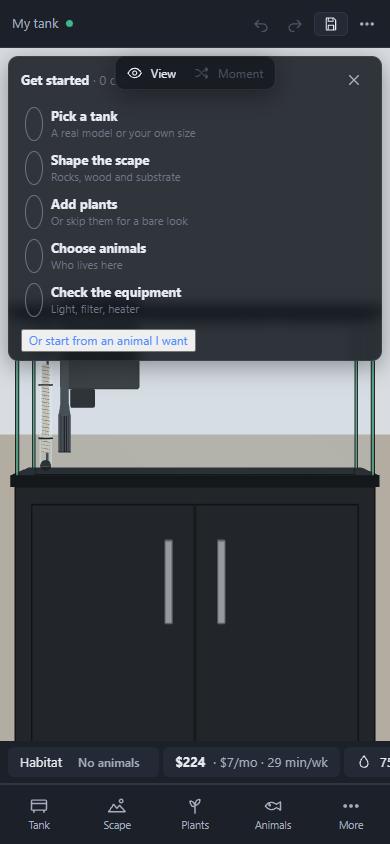 My tank
View
Moment
Get started · 0
Pick a tank
A real model or your own size
Shape the scape
Rocks, wood and substrate
Add plants
Or skip them for a bare look
Choose animals
Who lives here
Check the equipment
Light, filter, heater
Or start from an animal I want
Habitat No animals
$224 · $7/mo · 29 min/wk
Tank
Scape
Plants
Animals
More